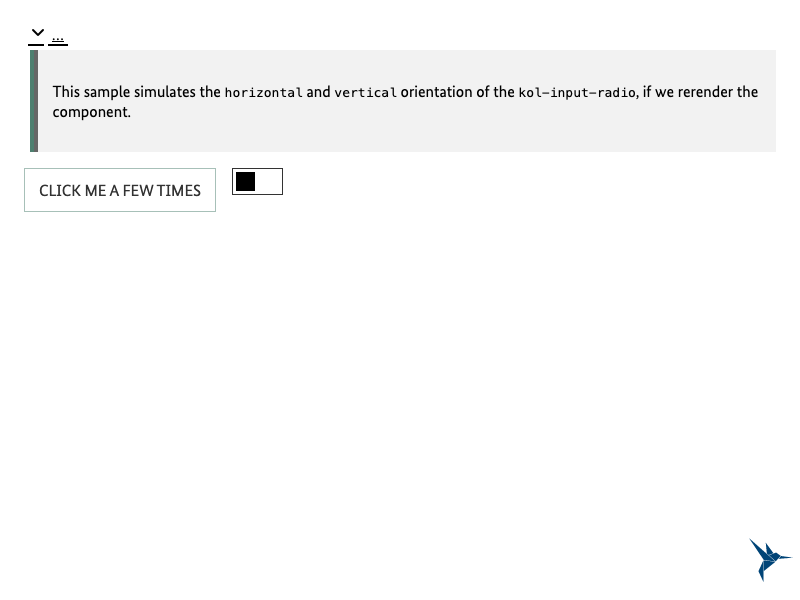 ...
This sample simulates the horizontal and vertical orientation of the kol-input-radio, if we rerender the
component.
CLICK ME A FEW TIMES